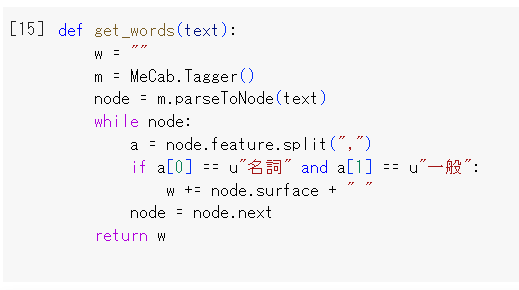 [15] def get_words(text):
    w = ""
    m = MeCab.Tagger()
    node = m.parseToNode(text)
    while node:
        a = node.feature.split(",")
        if a[0] == u"名詞" and a[1] == u"一般":
            w += node.surface + " "
        node = node.next
    return w